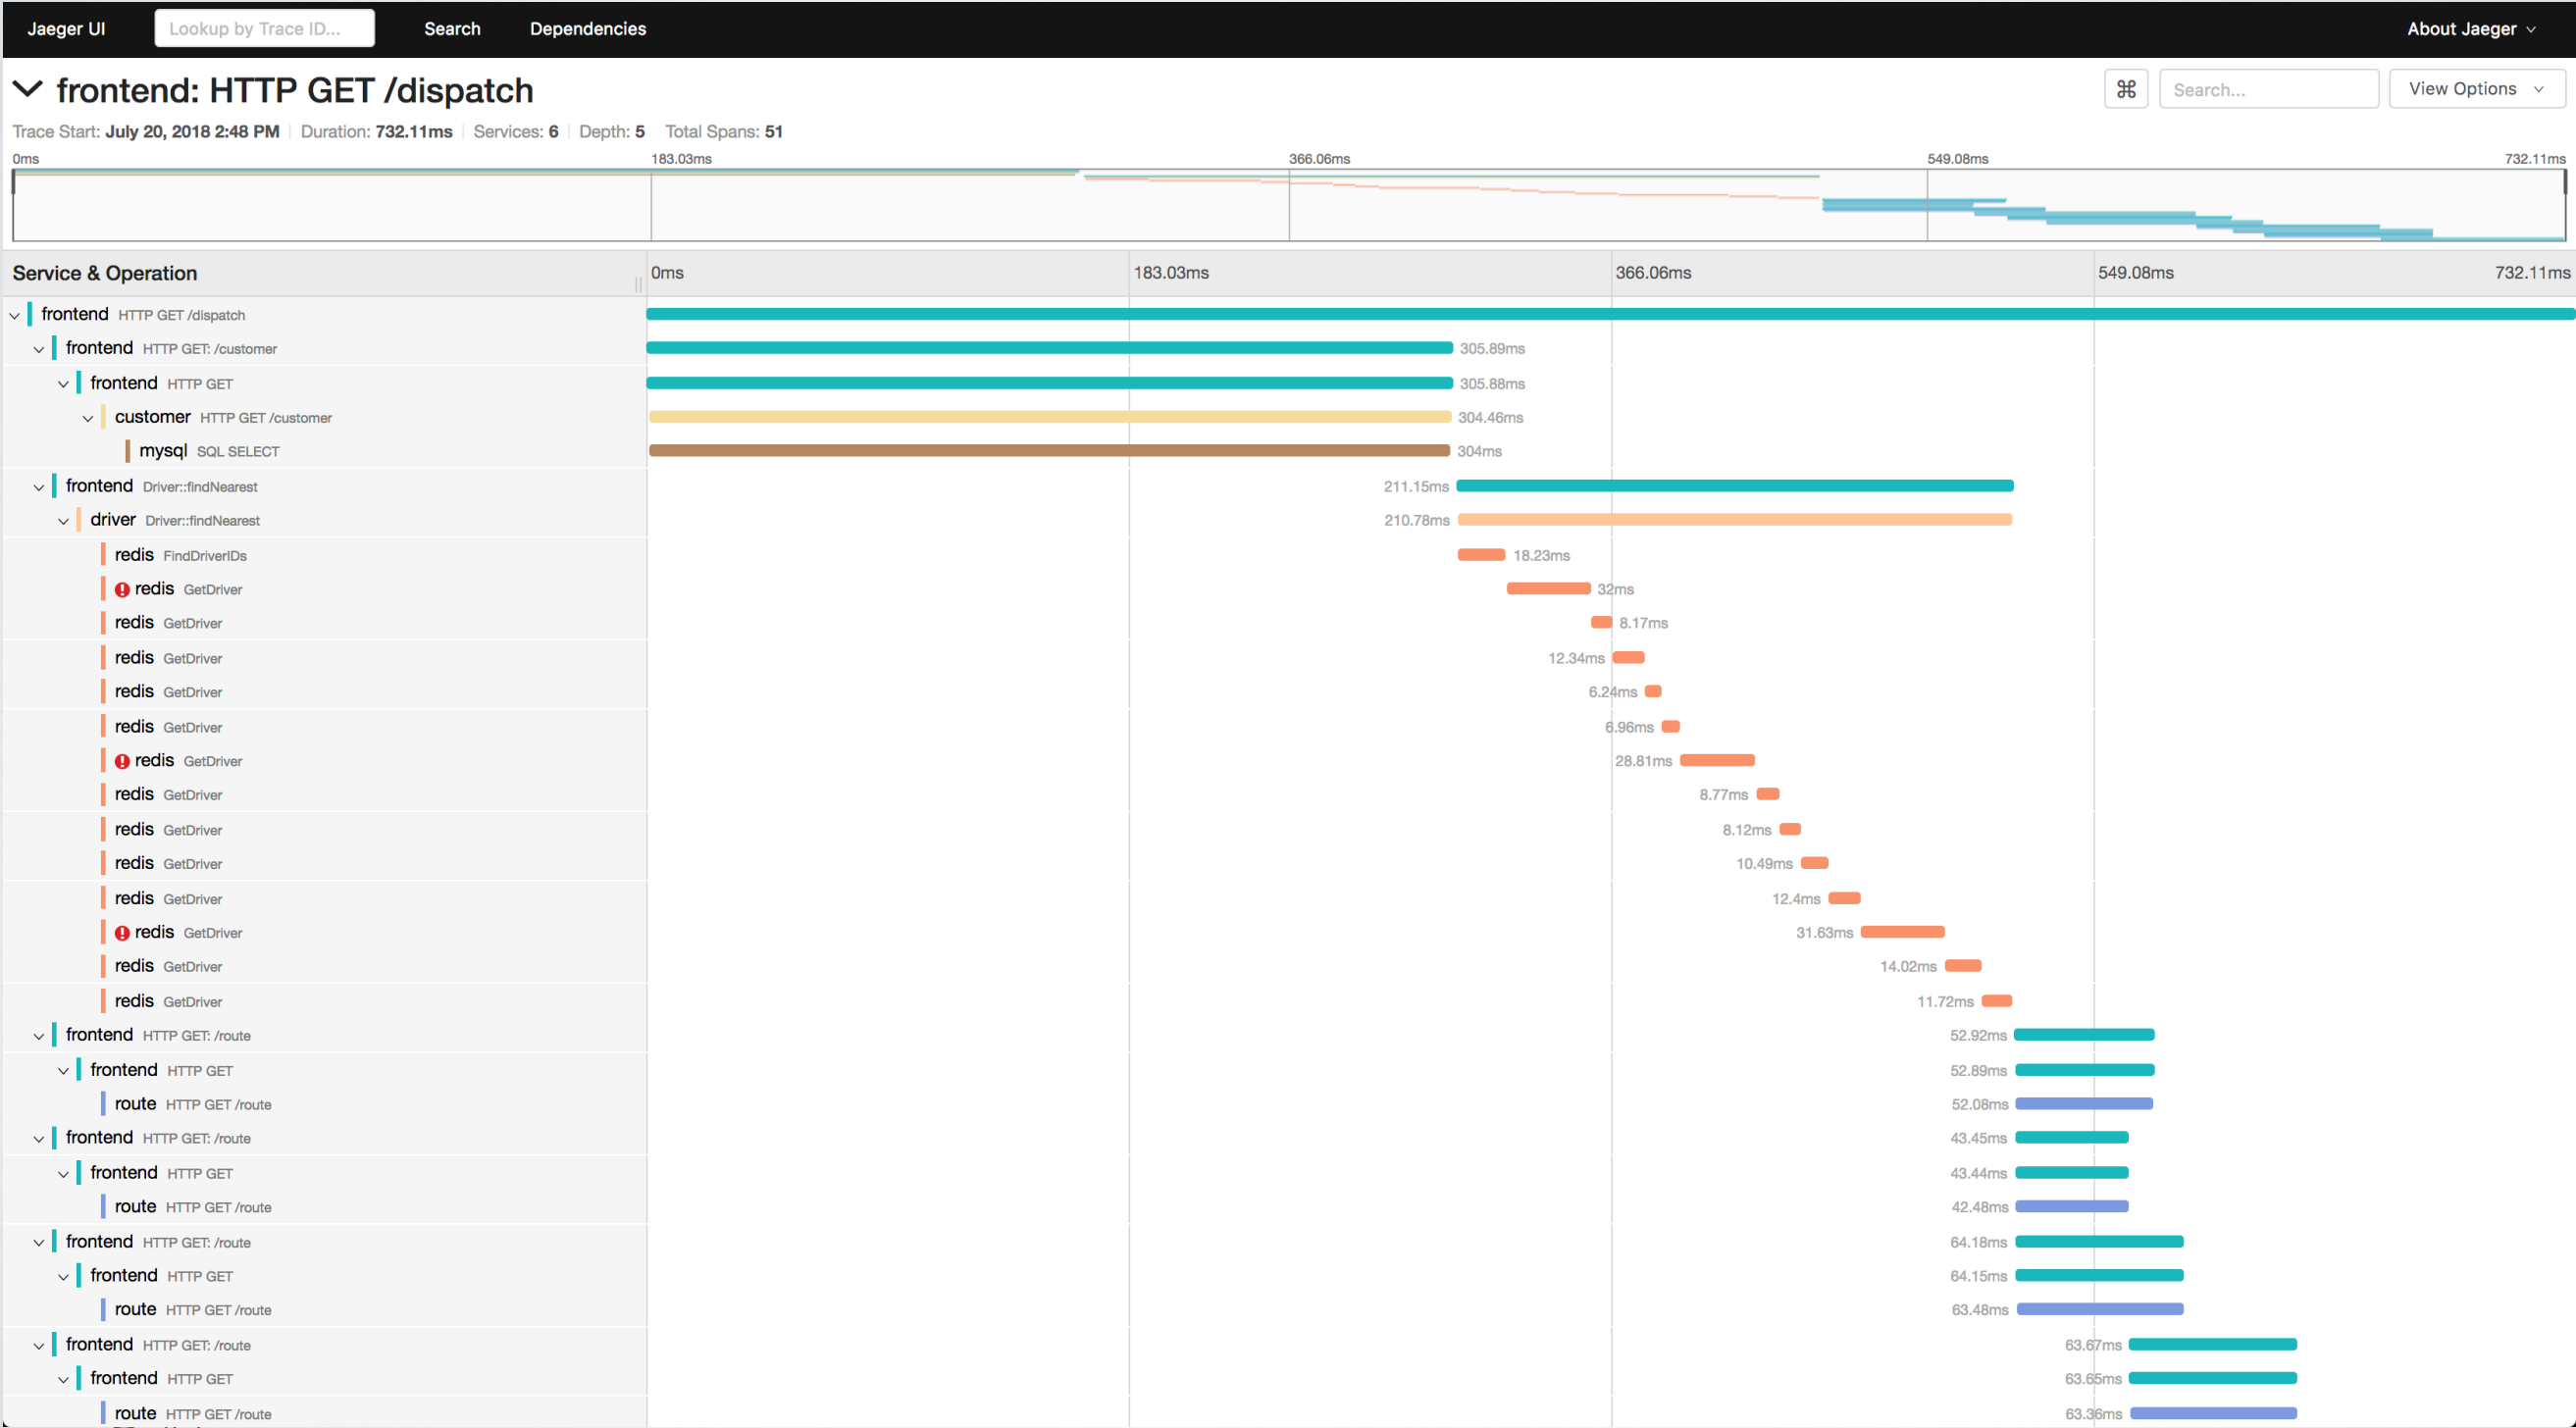 Jaeger UI Lookup by Trace ID... Search Dependencies About Jaeger
frontend: HTTP GET /dispatch ⌘ Search... View Options
Trace Start: July 20, 2018 2:48 PM Duration: 732.11ms Services: 6 Depth: 5 Total Spans: 51
0ms 183.03ms 366.06ms 549.08ms 732.11ms
Service & Operation 0ms 183.03ms 366.06ms 549.08ms 732.11ms
frontend HTTP GET /dispatch
frontend HTTP GET: /customer 305.89ms
frontend HTTP GET 305.88ms
customer HTTP GET /customer 304.46ms
mysql SQL SELECT 304ms
frontend Driver::findNearest 211.15ms
driver Driver::findNearest 210.78ms
redis FindDriverIDs 18.23ms
redis GetDriver 32ms
redis GetDriver 8.17ms
redis GetDriver 12.34ms
redis GetDriver 6.24ms
redis GetDriver 6.96ms
redis GetDriver 28.81ms
redis GetDriver 8.77ms
redis GetDriver 8.12ms
redis GetDriver 10.49ms
redis GetDriver 12.4ms
redis GetDriver 31.63ms
redis GetDriver 14.02ms
redis GetDriver 11.72ms
frontend HTTP GET: /route 52.92ms
frontend HTTP GET 52.89ms
route HTTP GET /route 52.08ms
frontend HTTP GET: /route 43.45ms
frontend HTTP GET 43.44ms
route HTTP GET /route 42.48ms
frontend HTTP GET: /route 64.18ms
frontend HTTP GET 64.15ms
route HTTP GET /route 63.48ms
frontend HTTP GET: /route 63.67ms
frontend HTTP GET 63.65ms
route HTTP GET /route 63.36ms